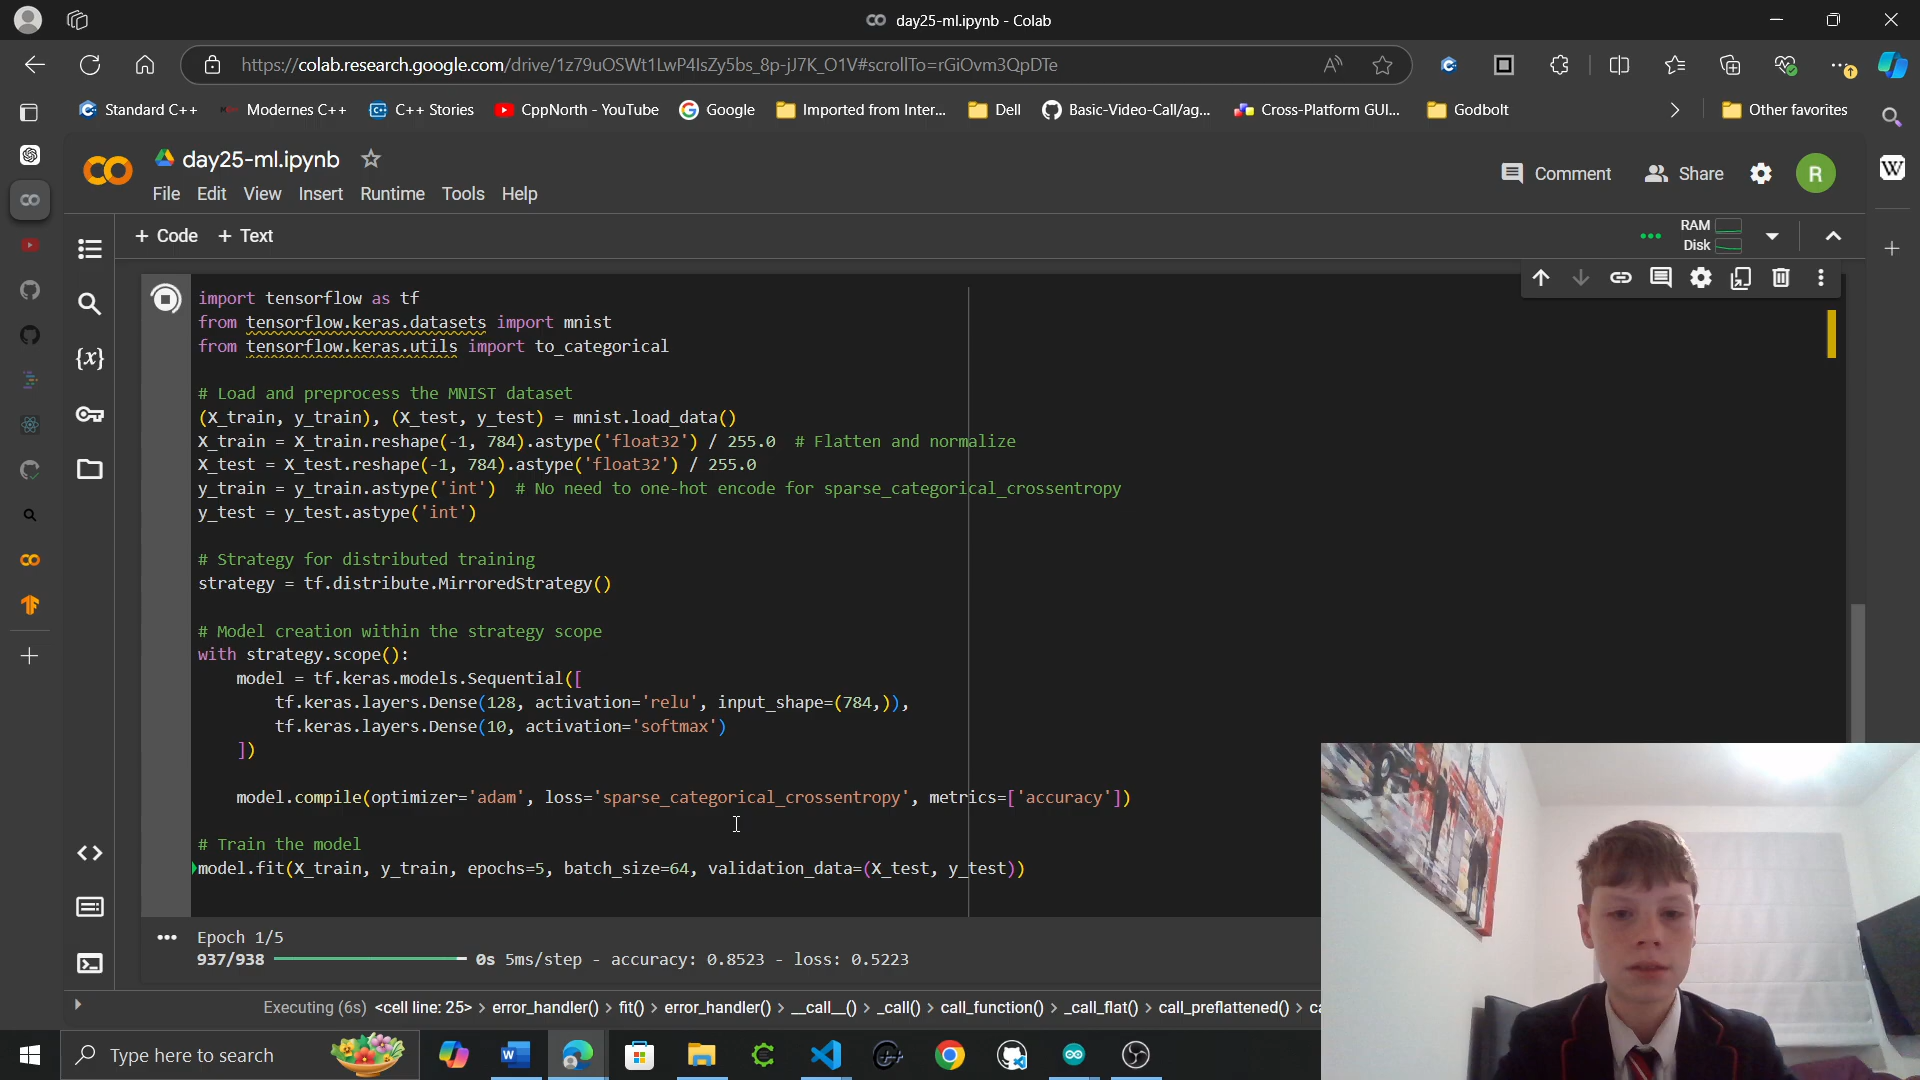 day25-ml.ipynb - Colab
https://colab.research.google.com/drive/1z79uOSWt1LwP4IsZy5bs_8p-jJ7K_O1V#scrollTo=rGiOvm3QpDTe
Standard C++
Modernes C++
C++ Stories
CppNorth - YouTube
Google
Imported from Inter...
Dell
Basic-Video-Call/ag...
Cross-Platform GUI...
Godbolt
Other favorites
day25-ml.ipynb
File Edit View Insert Runtime Tools Help
Comment
Share
R
W
+ Code + Text
RAM
Disk
import tensorflow as tf
from tensorflow.keras.datasets import mnist
from tensorflow.keras.utils import to_categorical
# Load and preprocess the MNIST dataset
(X_train, y_train), (X_test, y_test) = mnist.load_data()
X_train = X_train.reshape(-1, 784).astype('float32') / 255.0  # Flatten and normalize
X_test = X_test.reshape(-1, 784).astype('float32') / 255.0
y_train = y_train.astype('int')  # No need to one-hot encode for sparse_categorical_crossentropy
y_test = y_test.astype('int')
# Strategy for distributed training
strategy = tf.distribute.MirroredStrategy()
# Model creation within the strategy scope
with strategy.scope():
model = tf.keras.models.Sequential([
tf.keras.layers.Dense(128, activation='relu', input_shape=(784,)),
tf.keras.layers.Dense(10, activation='softmax')
])
model.compile(optimizer='adam', loss='sparse_categorical_crossentropy', metrics=['accuracy'])
# Train the model
model.fit(X_train, y_train, epochs=5, batch_size=64, validation_data=(X_test, y_test))
Epoch 1/5
937/938 0s 5ms/step - accuracy: 0.8523 - loss: 0.5223
Executing (6s) <cell line: 25> > error_handler() > fit() > error_handler() > __call__() > _call() > call_function() > _call_flat() > call_preflattened() > ca
Type here to search